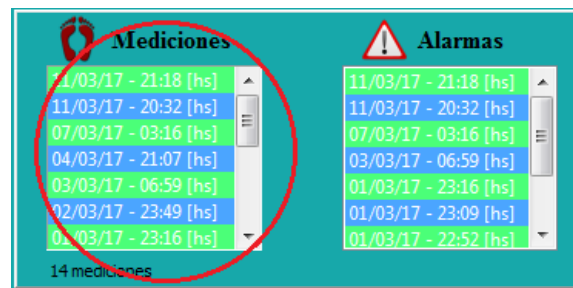 Mediciones
11/03/17 - 21:18 [hs]
11/03/17 - 20:32 [hs]
07/03/17 - 03:16 [hs]
04/03/17 - 21:07 [hs]
03/03/17 - 06:59 [hs]
02/03/17 - 23:49 [hs]
01/03/17 - 23:16 [hs]
14 mediciones
Alarmas
11/03/17 - 21:18 [hs]
11/03/17 - 20:32 [hs]
07/03/17 - 03:16 [hs]
03/03/17 - 06:59 [hs]
01/03/17 - 23:16 [hs]
01/03/17 - 23:09 [hs]
01/03/17 - 22:52 [hs]